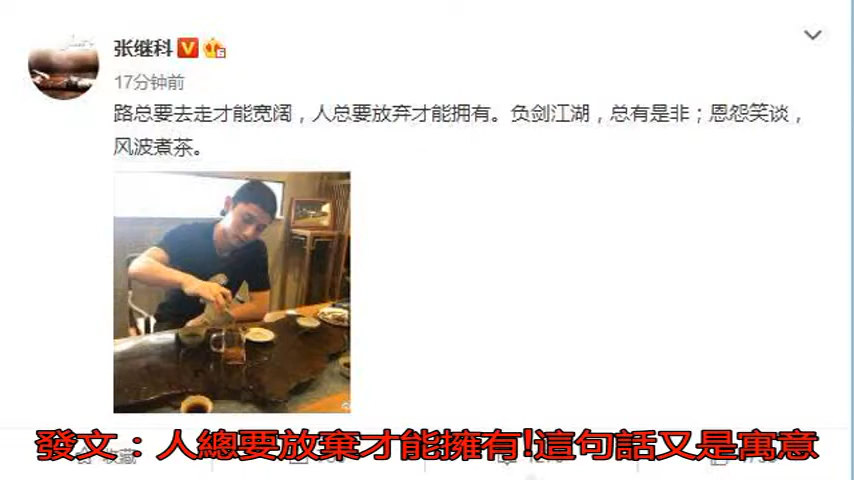 张继科
17分钟前
路总要去走才能宽阔，人总要放弃才能拥有。负剑江湖，总有是非；恩怨笑谈，
风波煮茶。
發文：人總要放棄才能擁有!這句話又是寓意
收藏